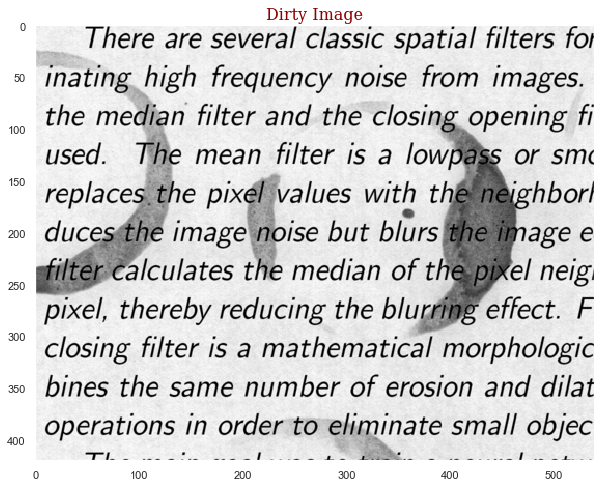 Dirty Image
There are several classic spatial filters for
inating high frequency noise from images.
the median filter and the closing opening fi
used. The mean filter is a lowpass or smo
replaces the pixel values with the neighborh
duces the image noise but blurs the image e
filter calculates the median of the pixel neigh
pixel, thereby reducing the blurring effect. F
closing filter is a mathematical morphologic
bines the same number of erosion and dilat
operations in order to eliminate small objec
0
50
100
150
200
250
300
350
400
0
100
200
300
400
500